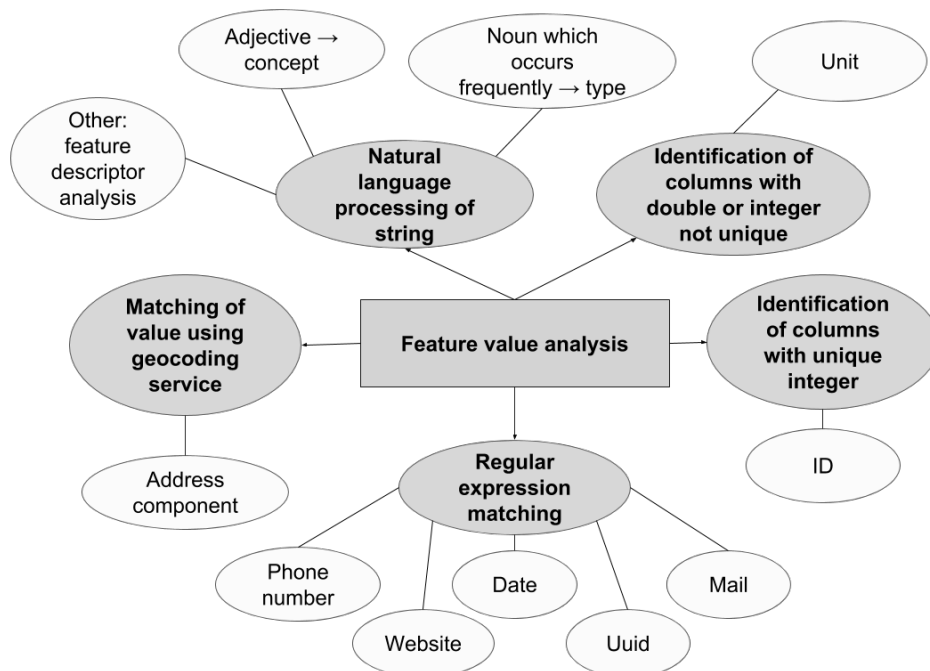 Adjective →
concept
Noun which
occurs
frequently → type
Unit
Other:
feature
descriptor
analysis
Natural
language
processing of
string
Identification of
columns with
double or integer
not unique
Matching of
value using
geocoding
service
Feature value analysis
Identification
of columns
with unique
integer
Address
component
Regular
expression
matching
ID
Phone
number
Website
Date
Uuid
Mail